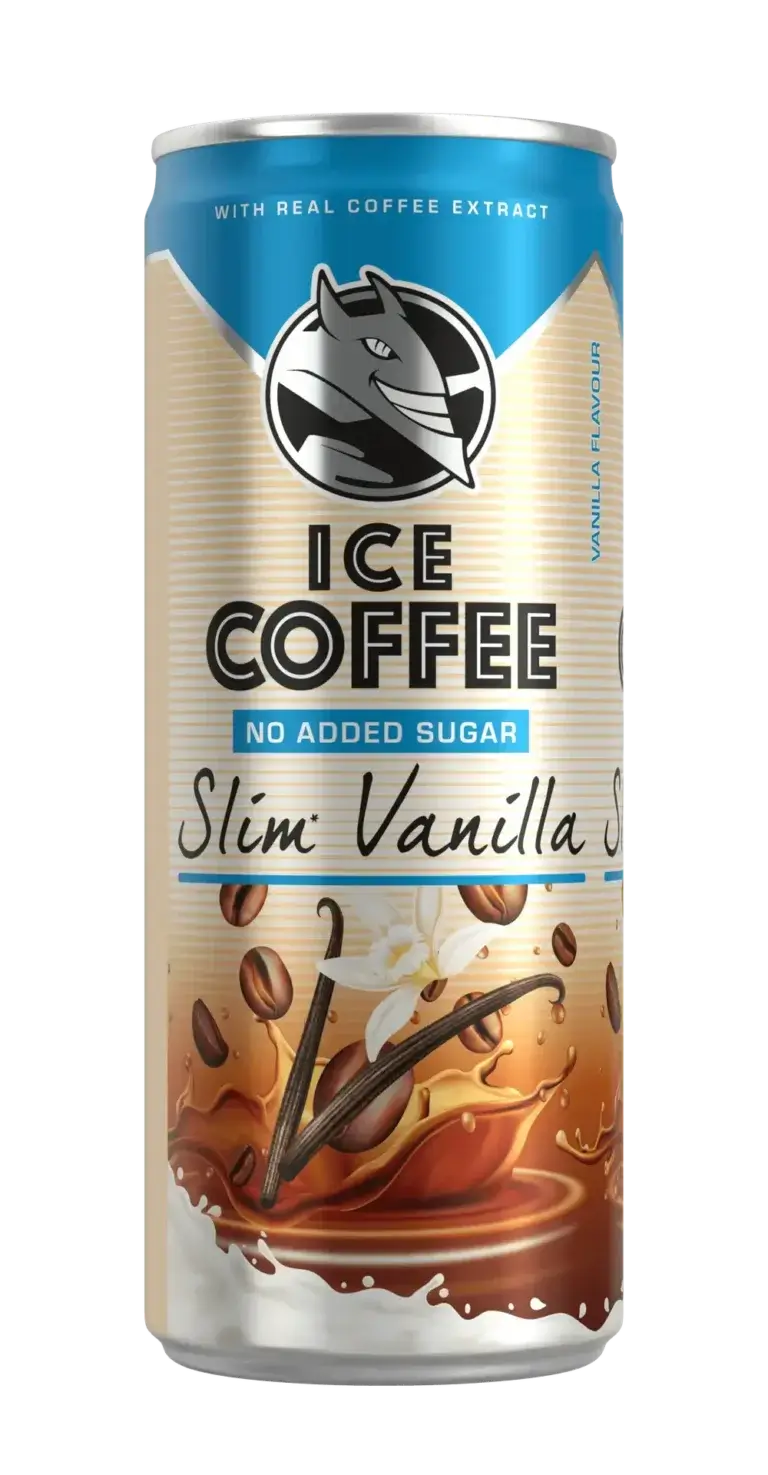 WITH REAL COFFEE EXTRACT
VANILLA FLAVOUR
ICE
COFFEE
NO ADDED SUGAR
Slim* Vanilla